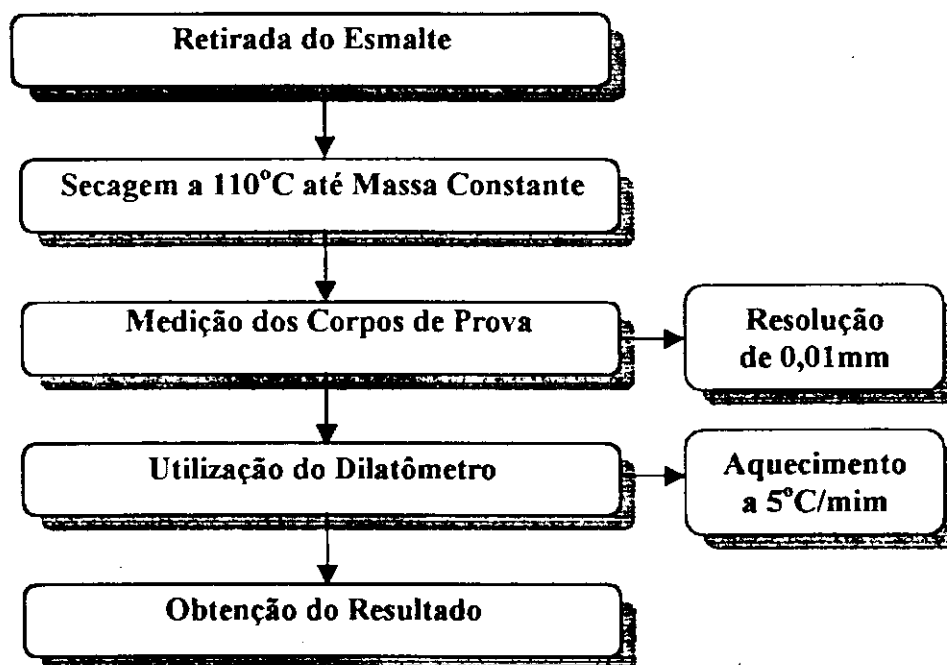 Retirada do Esmalte
Secagem a 110°C até Massa Constante
Medição dos Corpos de Prova
Resolução
de 0,01mm
Utilização do Dilatômetro
Aquecimento
a 5°C/mim
Obtenção do Resultado